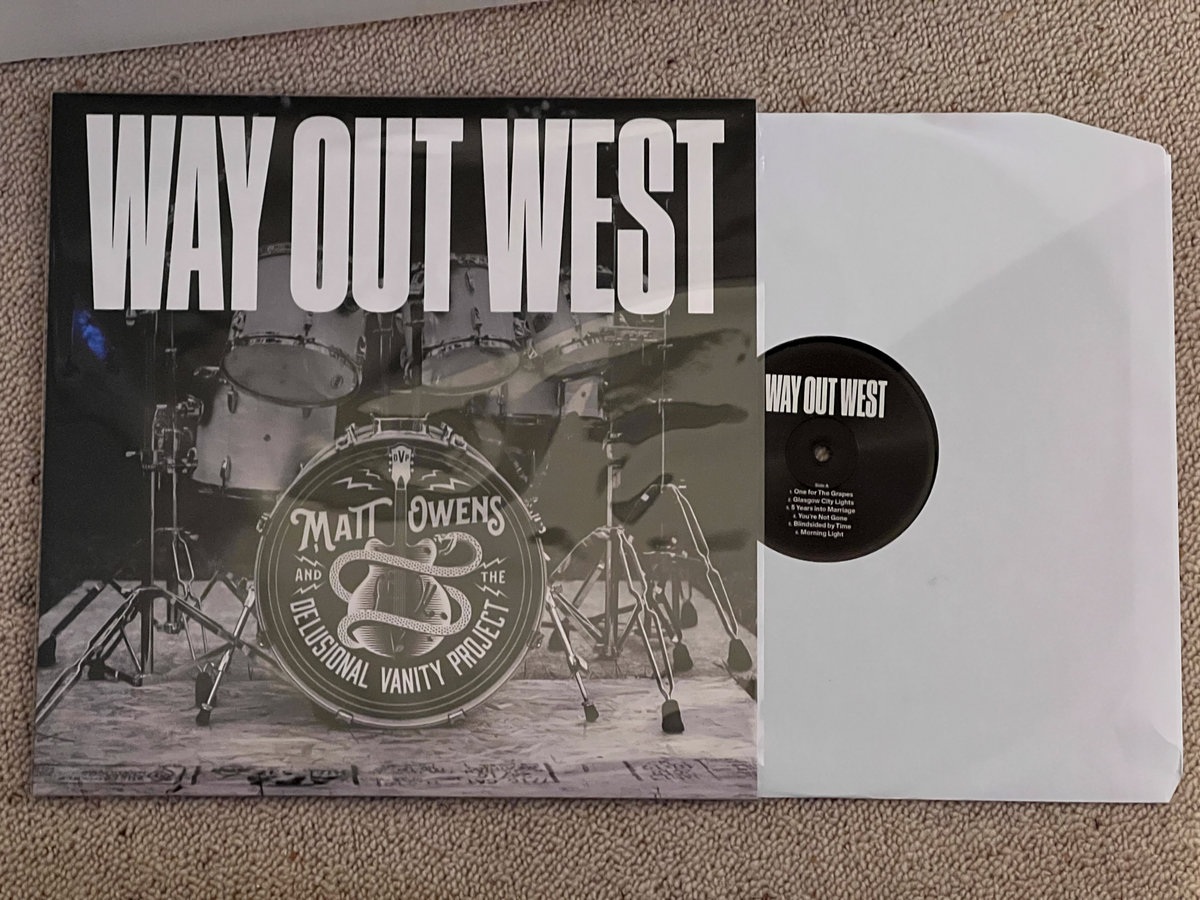 WAY OUT WEST
DVP
MATT OWENS
AND THE
DELUSIONAL VANITY PROJECT
WAY OUT WEST
Side A
1. One for The Grapes
2. Glasgow City Lights
3. 5 Years into Marriage
4. You're Not Gone
5. Blindsided by Time
6. Morning Light